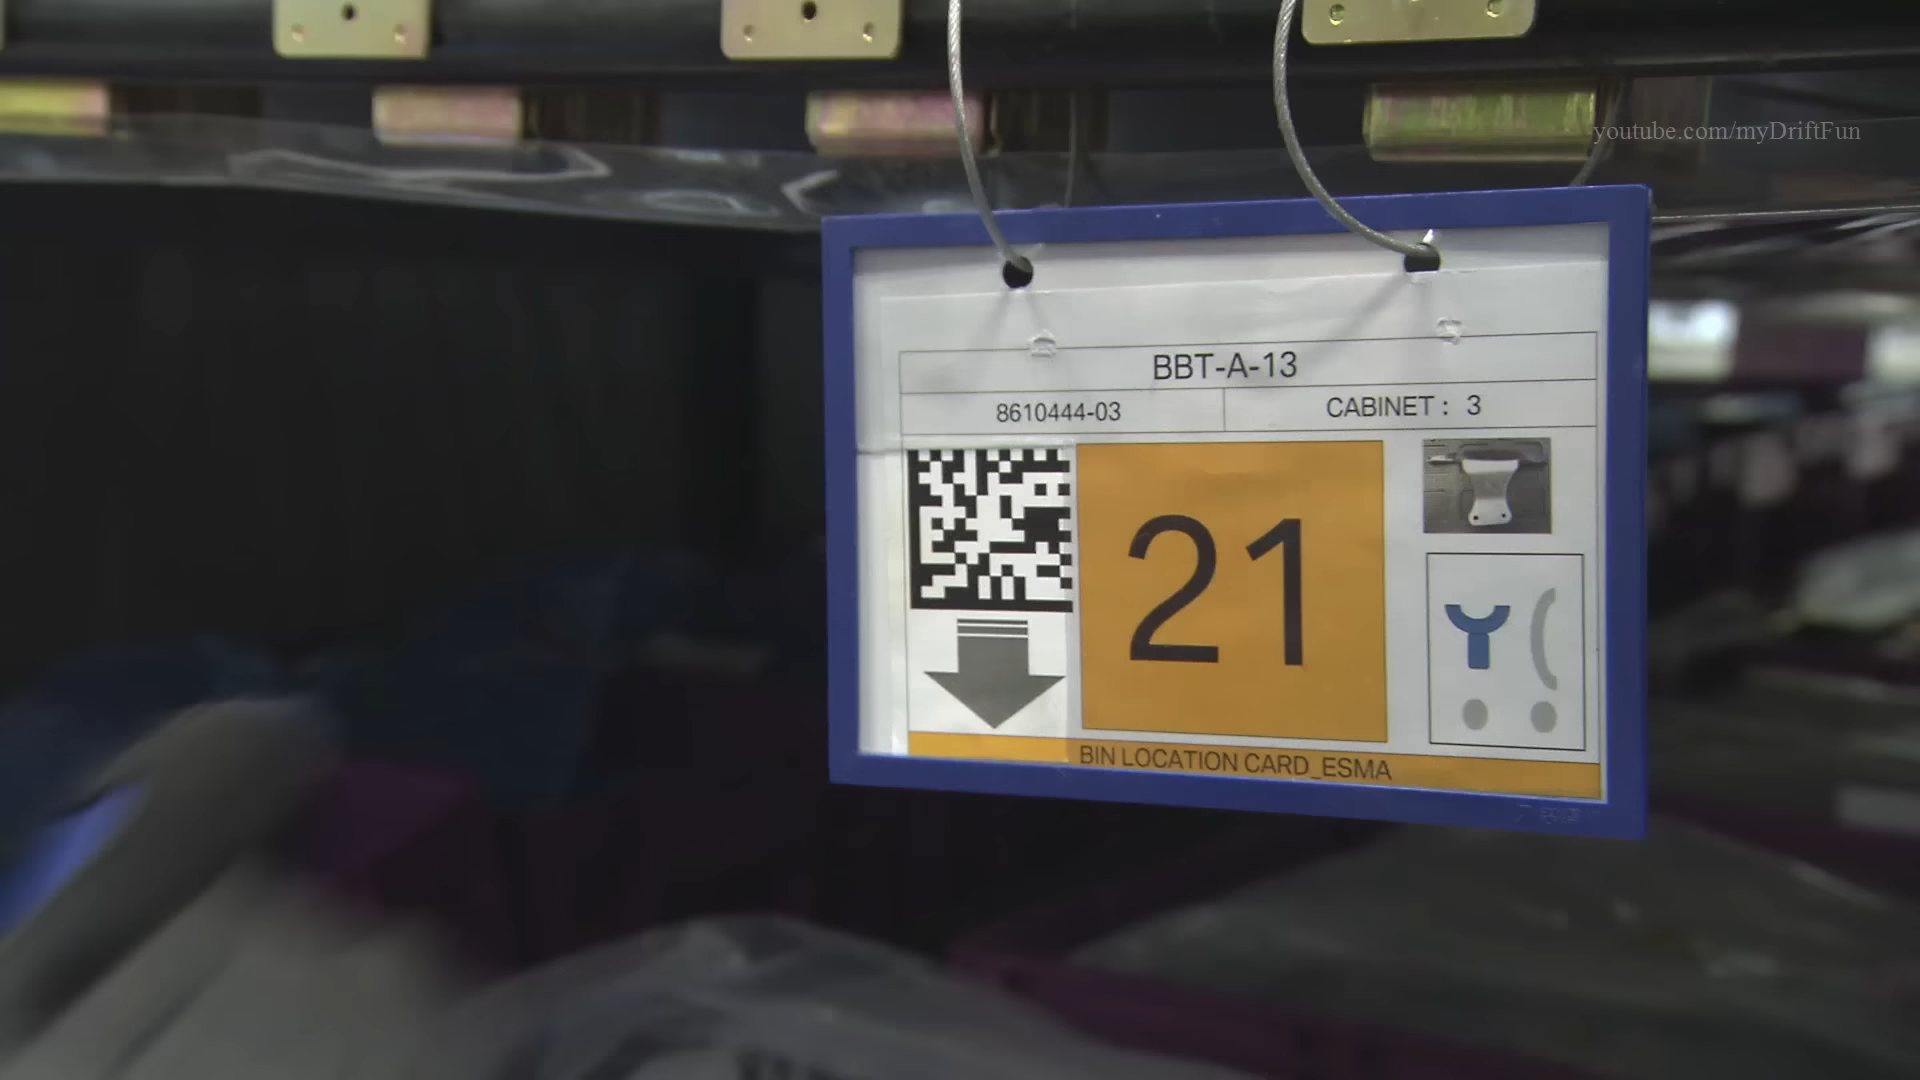 youtube.com/myDriftFun
BBT-A-13
8610444-03
CABINET : 3
21
BIN LOCATION CARD_ESMA